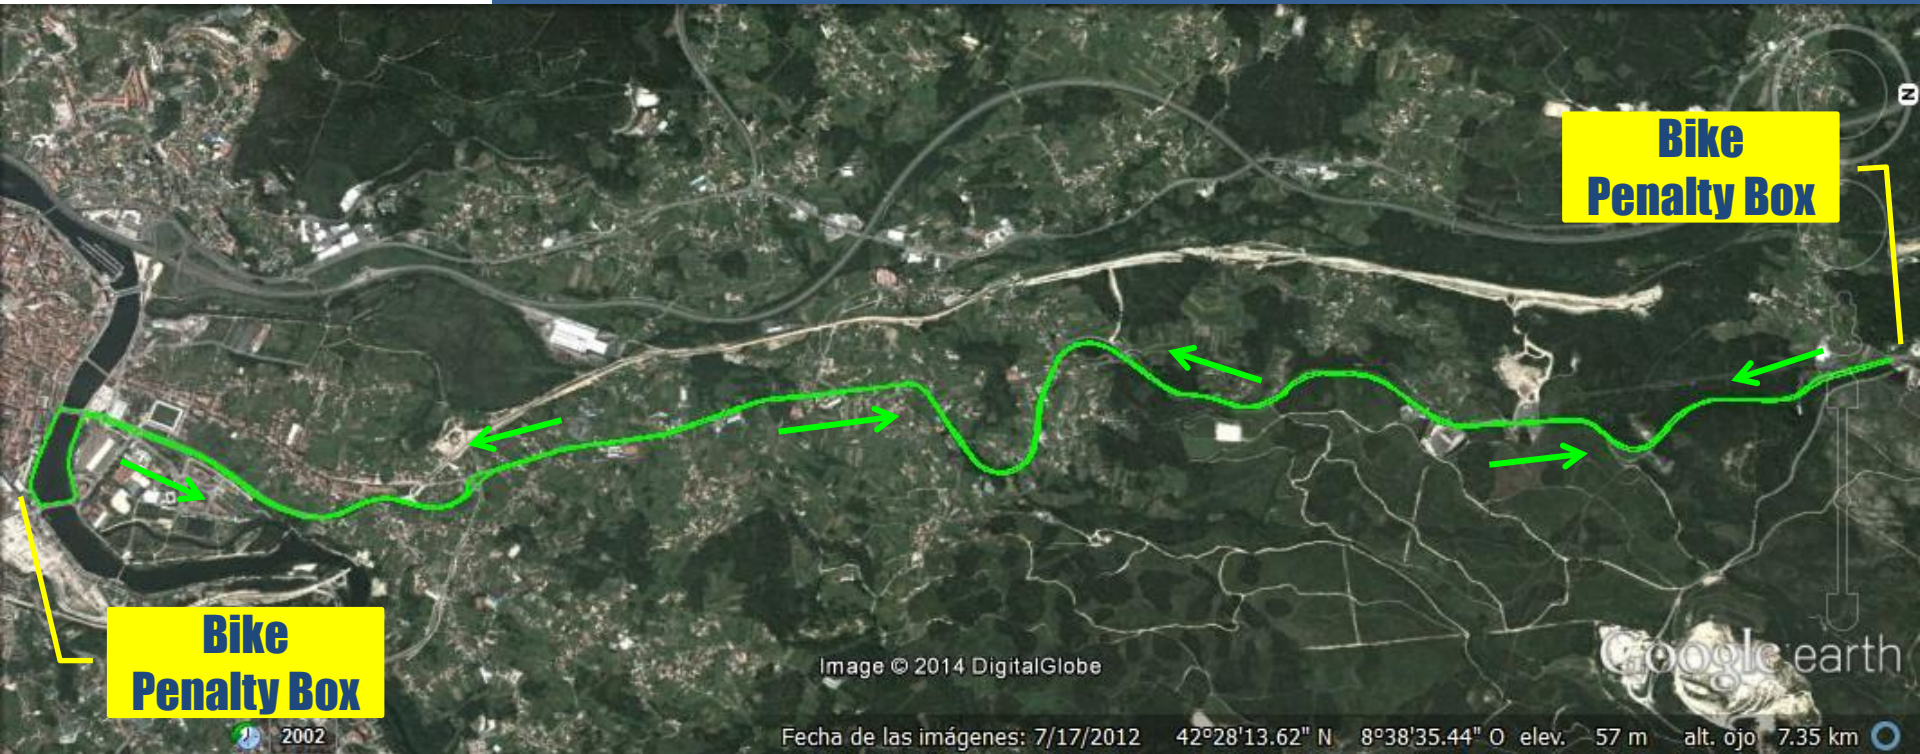 Bike
Penalty Box
N
Bike
Penalty Box
Image © 2014 DigitalGlobe
Google earth
2002
Fecha de las imágenes: 7/17/2012 42°28'13.62" N 8°38'35.44" O elev. 57 m alt. ojo 7.35 km